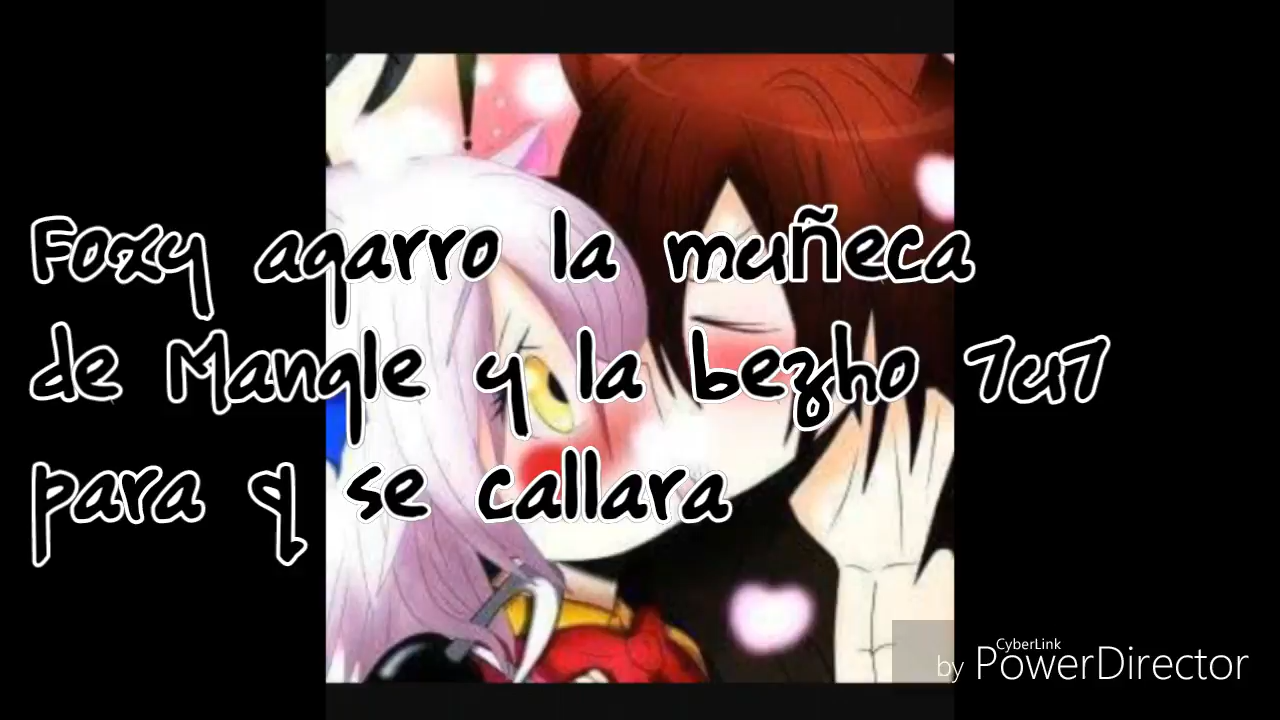 Foxy agarro la muñeca
de Mangle y la bezho 7u7
para q se callara
CyberLink
by PowerDirector